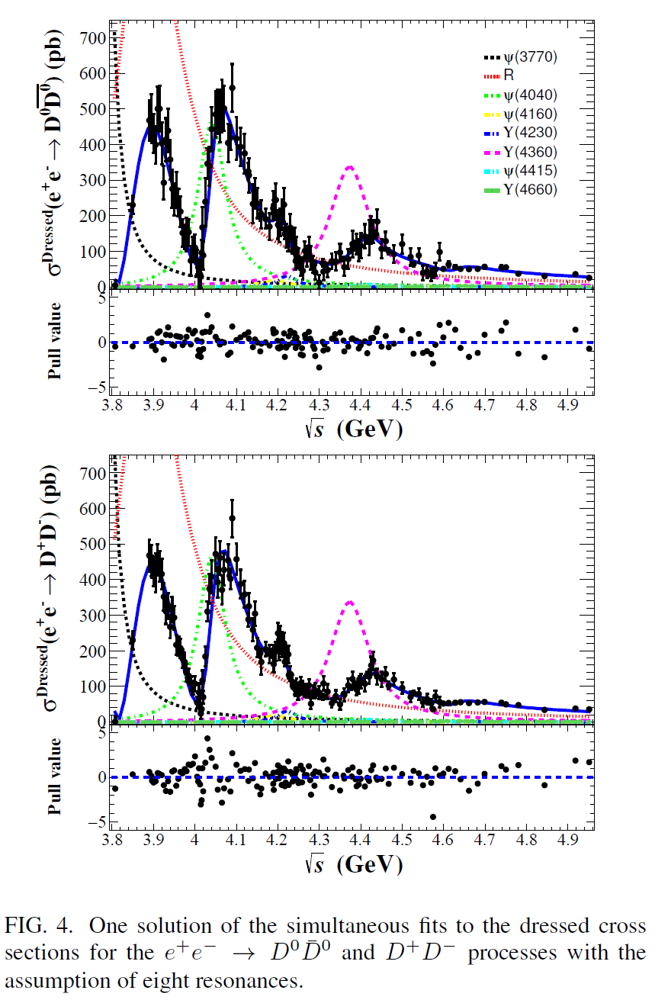 σ^Dressed(e⁺e⁻ → D⁰D̅⁰) (pb)
700
600
500
400
300
200
100
0
ψ(3770)
R
ψ(4040)
ψ(4160)
Y(4230)
Y(4360)
ψ(4415)
Y(4660)
Pull value
5
0
−5
3.8 3.9 4 4.1 4.2 4.3 4.4 4.5 4.6 4.7 4.8 4.9
√s (GeV)
σ^Dressed(e⁺e⁻ → D⁺D⁻) (pb)
700
600
500
400
300
200
100
0
Pull value
5
0
−5
3.8 3.9 4 4.1 4.2 4.3 4.4 4.5 4.6 4.7 4.8 4.9
√s (GeV)
FIG. 4. One solution of the simultaneous fits to the dressed cross
sections for the e⁺e⁻ → D⁰D̄⁰ and D⁺D⁻ processes with the
assumption of eight resonances.